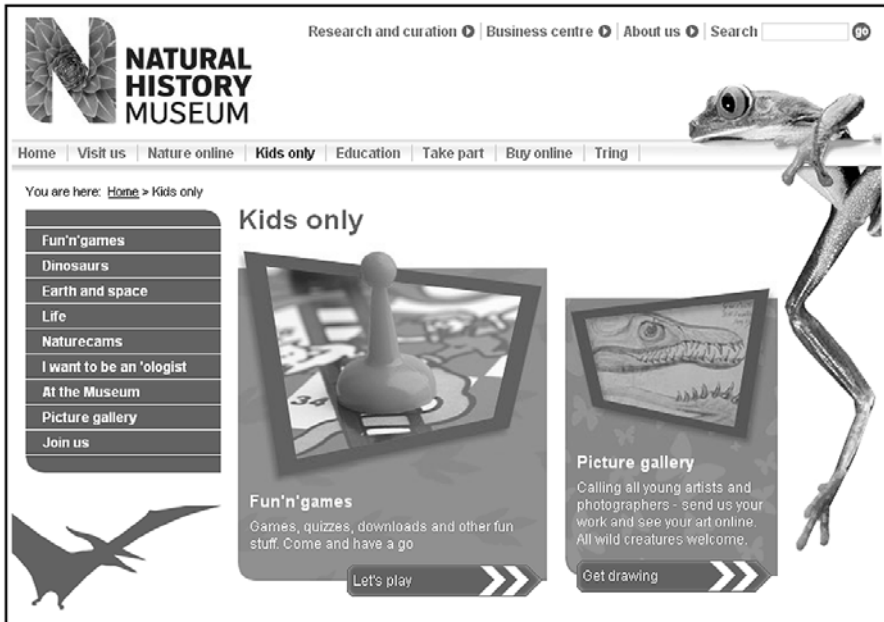 Research and curation Business centre About us Search go
NATURAL
HISTORY
MUSEUM
Home Visit us Nature online Kids only Education Take part Buy online Tring
You are here: Home > Kids only
Kids only
Fun'n'games
Dinosaurs
Earth and space
Life
Naturecams
I want to be an 'ologist
At the Museum
Picture gallery
Join us
34
Fun'n'games
Games, quizzes, downloads and other fun
stuff. Come and have a go
Let's play
Picture gallery
Calling all young artists and
photographers - send us your
work and see your art online.
All wild creatures welcome.
Get drawing